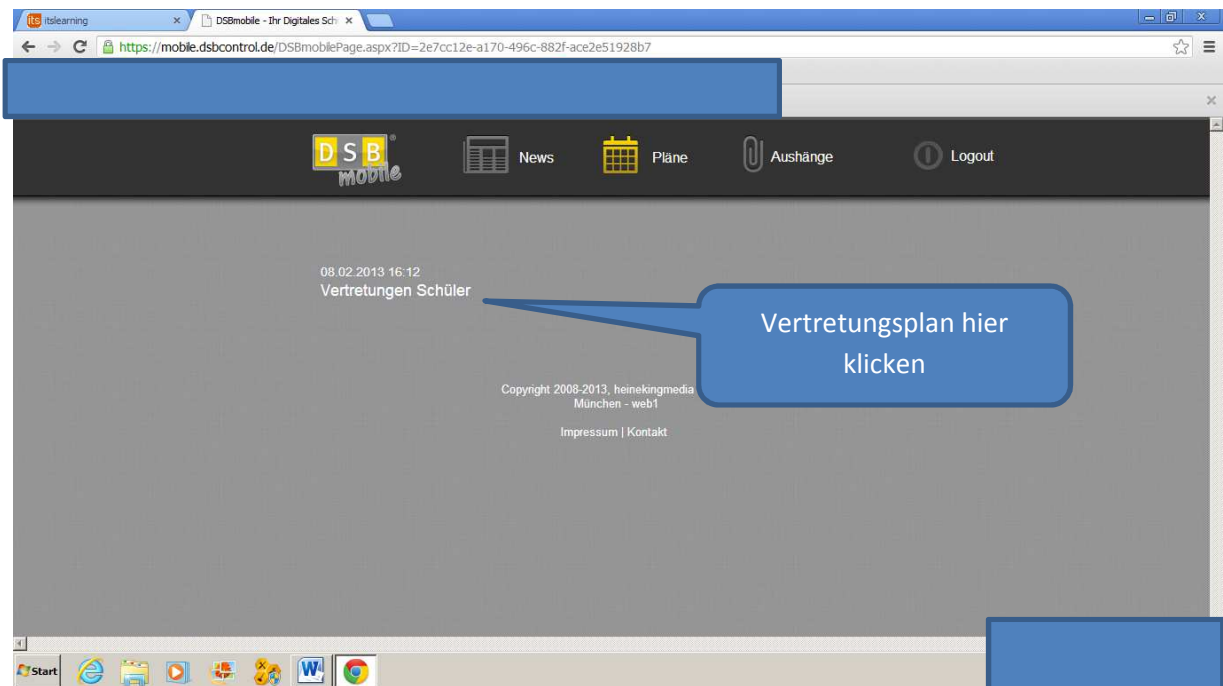 its itslearning × DSBmobile - Ihr Digitales Sch ×
https://mobile.dsbcontrol.de/DSBmobilePage.aspx?ID=2e7cc12e-a170-496c-882f-ace2e51928b7
DSB® mobile News Pläne Aushänge Logout
08.02.2013 16:12
Vertretungen Schüler
Vertretungsplan hier
klicken
Copyright 2008-2013, heinekingmedia
München - web1
Impressum | Kontakt
Start